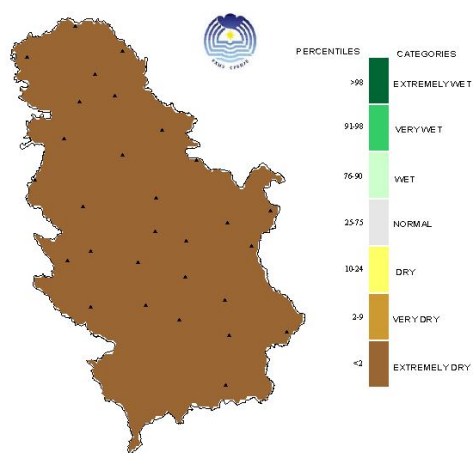 PERCENTILES CATEGORIES
>98 EXTREMELY WET
91-98 VERY WET
76-90 WET
25-75 NORMAL
10-24 DRY
2-9 VERY DRY
<2 EXTREMELY DRY